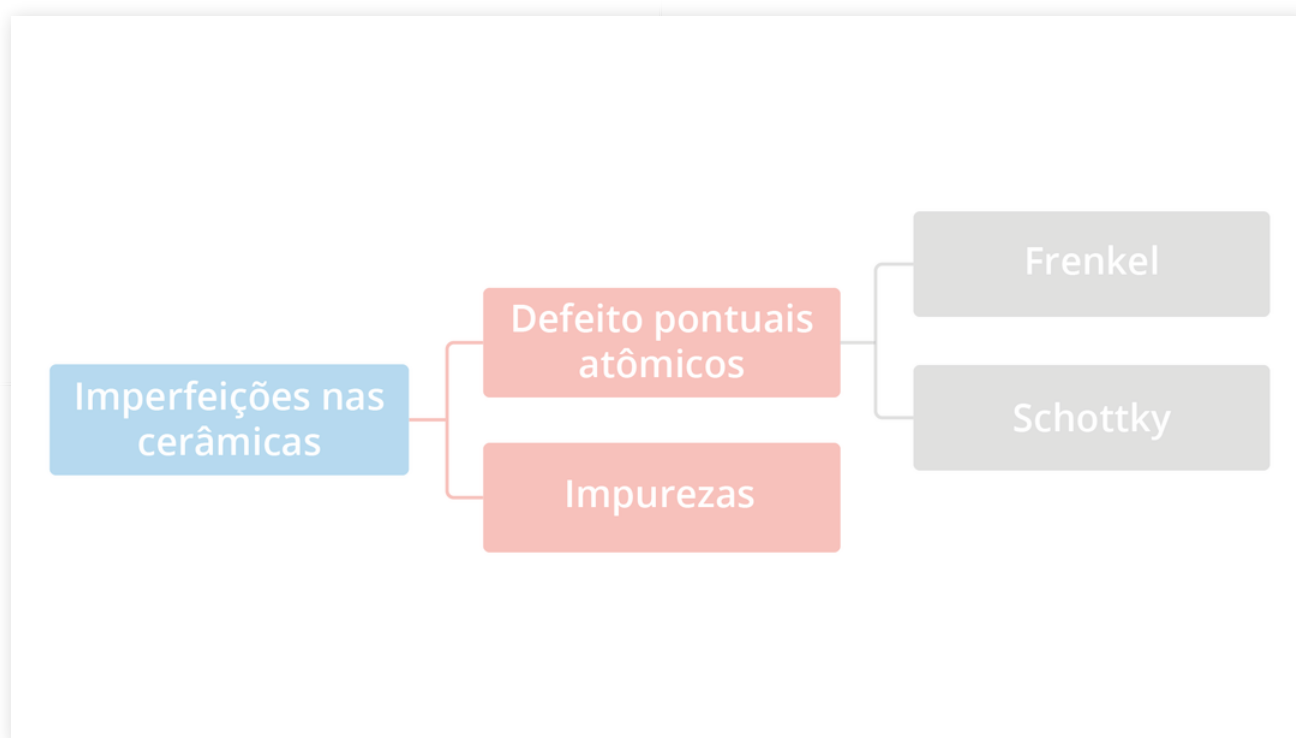 Imperfeições nas
cerâmicas
Defeito pontuais
atômicos
Impurezas
Frenkel
Schottky